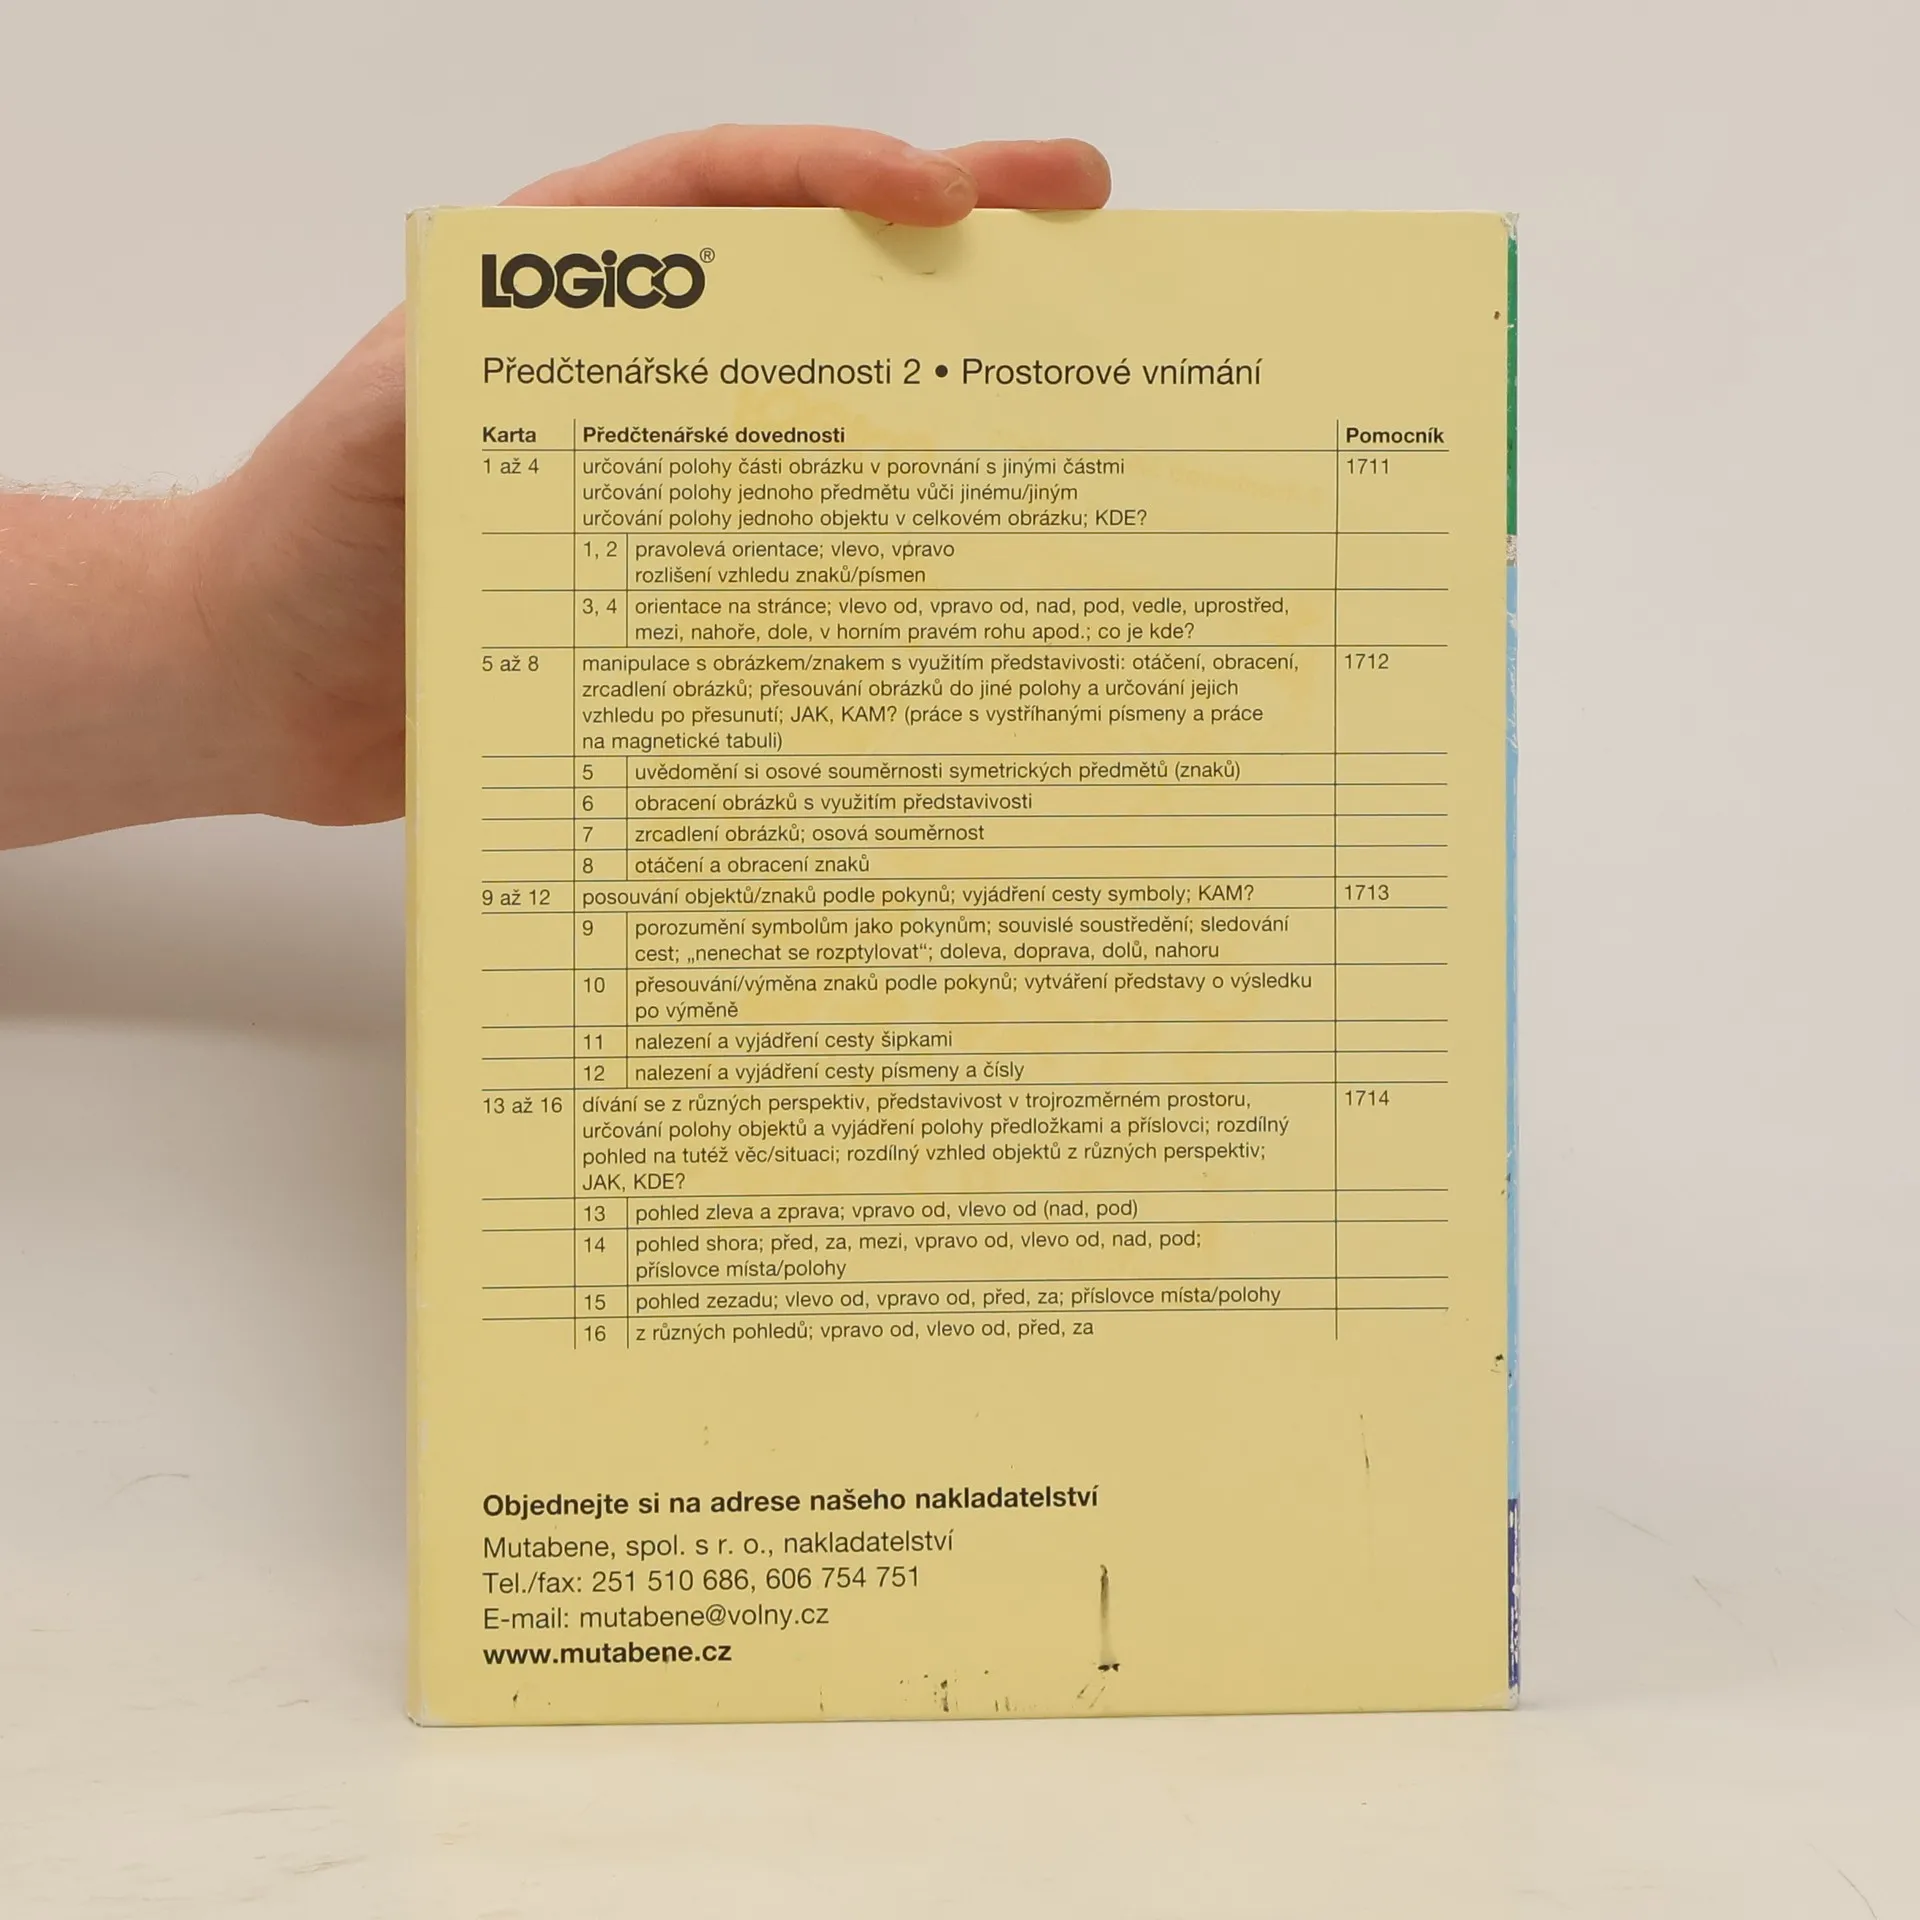 LOGiCO®
Předčtenářské dovednosti 2 • Prostorové vnímání
Karta Předčtenářské dovednosti Pomocník
1 až 4 určování polohy části obrázku v porovnání s jinými částmi 1711
určování polohy jednoho předmětu vůči jinému/jiným
určování polohy jednoho objektu v celkovém obrázku; KDE?
1, 2 pravolevá orientace; vlevo, vpravo
rozlišení vzhledu znaků/písmen
3, 4 orientace na stránce; vlevo od, vpravo od, nad, pod, vedle, uprostřed,
mezi, nahoře, dole, v horním pravém rohu apod.; co je kde?
5 až 8 manipulace s obrázkem/znakem s využitím představivosti: otáčení, obracení, 1712
zrcadlení obrázků; přesouvání obrázků do jiné polohy a určování jejich
vzhledu po přesunutí; JAK, KAM? (práce s vystříhanými písmeny a práce
na magnetické tabuli)
5 uvědomění si osové souměrnosti symetrických předmětů (znaků)
6 obracení obrázků s využitím představivosti
7 zrcadlení obrázků; osová souměrnost
8 otáčení a obracení znaků
9 až 12 posouvání objektů/znaků podle pokynů; vyjádření cesty symboly; KAM? 1713
9 porozumění symbolům jako pokynům; souvislé soustředění; sledování
cest; „nenechat se rozptylovat“; doleva, doprava, dolů, nahoru
10 přesouvání/výměna znaků podle pokynů; vytváření představy o výsledku
po výměně
11 nalezení a vyjádření cesty šipkami
12 nalezení a vyjádření cesty písmeny a čísly
13 až 16 dívání se z různých perspektiv, představivost v trojrozměrném prostoru, 1714
určování polohy objektů a vyjádření polohy předložkami a příslovci; rozdílný
pohled na tutéž věc/situaci; rozdílný vzhled objektů z různých perspektiv;
JAK, KDE?
13 pohled zleva a zprava; vpravo od, vlevo od (nad, pod)
14 pohled shora; před, za, mezi, vpravo od, vlevo od, nad, pod;
příslovce místa/polohy
15 pohled zezadu; vlevo od, vpravo od, před, za; příslovce místa/polohy
16 z různých pohledů; vpravo od, vlevo od, před, za
Objednejte si na adrese našeho nakladatelství
Mutabene, spol. s r. o., nakladatelství
Tel./fax: 251 510 686, 606 754 751
E-mail: mutabene@volny.cz
www.mutabene.cz